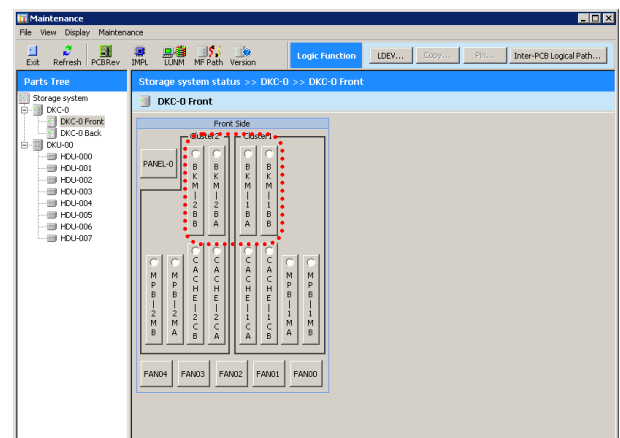 Maintenance
File View Display Maintenance
Exit Refresh PCBRev IMPL LUNM MF Path Version Logic Function LDEV... Copy... Pin... Inter-PCB Logical Path...
Parts Tree
Storage system status >> DKC-0 >> DKC-0 Front
Storage system
DKC-0
DKC-0 Front
DKC-0 Back
DKU-00
HDU-000
HDU-001
HDU-002
HDU-003
HDU-004
HDU-005
HDU-006
HDU-007
DKC-0 Front
Front Side
Cluster2 Cluster1
PANEL-0
BKM|2BB
BKM|2BA
BKM|1BA
BKM|1BB
MPB|2MB
MPB|2MA
CACHE|2CB
CACHE|2CA
CACHE|1CA
CACHE|1CB
MPB|1MA
MPB|1MB
FAN04 FAN03 FAN02 FAN01 FAN00